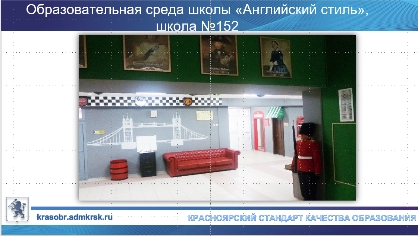 Образовательная среда школы «Английский стиль»,
школа №152
krasobr.admkrsk.ru
КРАСНОЯРСКИЙ СТАНДАРТ КАЧЕСТВА ОБРАЗОВАНИЯ